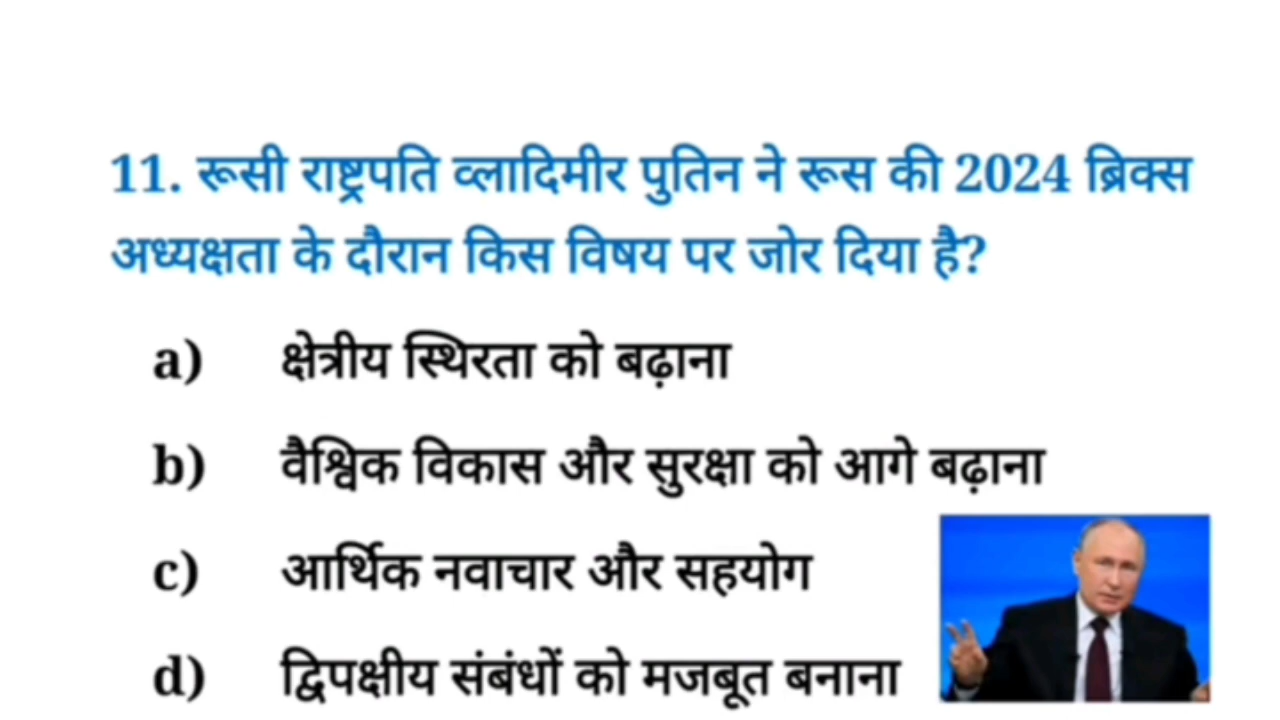 11. रूसी राष्ट्रपति व्लादिमीर पुतिन ने रूस की 2024 ब्रिक्स
अध्यक्षता के दौरान किस विषय पर जोर दिया है?
a) क्षेत्रीय स्थिरता को बढ़ाना
b) वैश्विक विकास और सुरक्षा को आगे बढ़ाना
c) आर्थिक नवाचार और सहयोग
d) द्विपक्षीय संबंधों को मजबूत बनाना